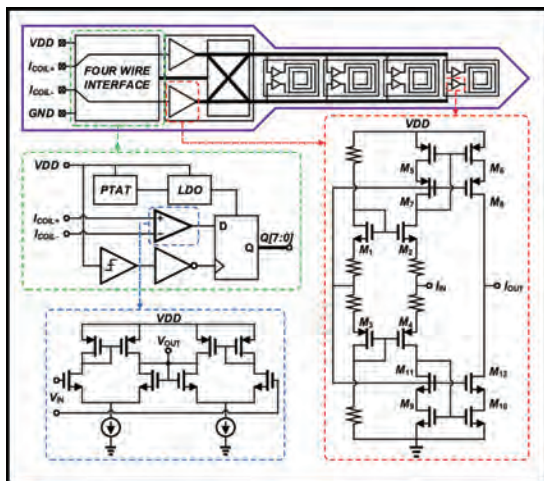 VDD
ICOIL+
ICOIL-
GND
FOUR WIRE
INTERFACE
VDD
PTAT
LDO
ICOIL+
ICOIL-
D
Q
Q[7:0]
VDD
VOUT
VIN
VDD
M5
M6
M7
M8
M1
M2
IIN
IOUT
M3
M4
M11
M12
M9
M10